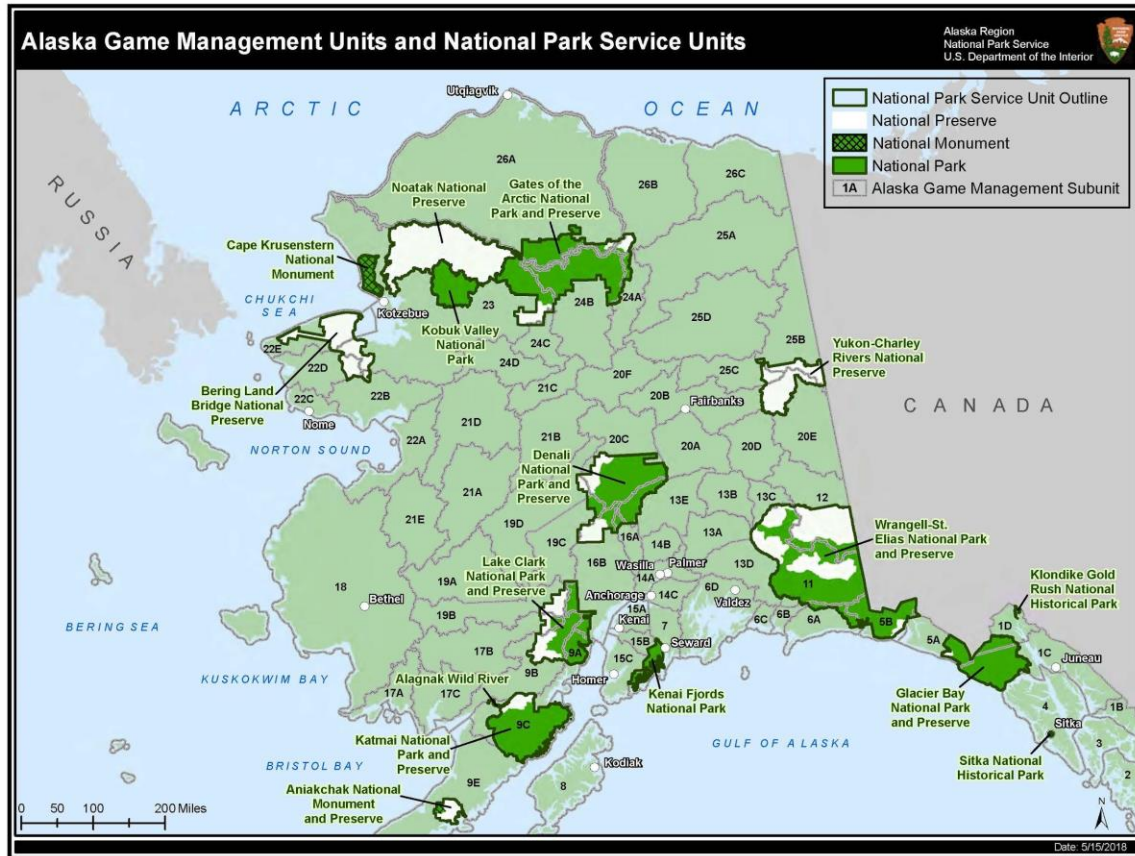 Alaska Game Management Units and National Park Service Units
Alaska Region
National Park Service
U.S. Department of the Interior
National Park Service Unit Outline
National Preserve
National Monument
National Park
1A Alaska Game Management Subunit
ARCTIC OCEAN
Utqiagvik
RUSSIA
26A
26B
26C
Noatak National
Preserve
Gates of the
Arctic National
Park and Preserve
25A
Cape Krusenstern
National
Monument
CHUKCHI
SEA
Kotzebue
23
24B
24A
25D
Kobuk Valley
National
Park
24C
24D
25B
Yukon-Charley
Rivers National
Preserve
22E
22D
Bering Land
Bridge National
Preserve
22C
22B
Nome
21C
20F
25C
20B
Fairbanks
CANADA
NORTON SOUND
22A
21D
21B
20C
20A
20D
20E
Denali
National
Park and
Preserve
21A
21E
19D
19C
13E
13B
13C
12
16A
14B
13A
Wrangell-St.
Elias National Park
and Preserve
Lake Clark
National Park
and Preserve
16B
Wasilla
Palmer
14A
13D
11
18
Bethel
19A
19B
Anchorage
14C
6D
Valdez
Klondike Gold
Rush National
Historical Park
15A
Kenai
7
6C
6B
6A
5B
5A
1D
BERING SEA
17B
9A
9B
15B
15C
Seward
Homer
1C
Juneau
KUSKOKWIM BAY
Alagnak Wild River
17A
17C
Kenai Fjords
National Park
Glacier Bay
National Park
and Preserve
4
1B
Sitka
9C
Katmai National
Park and
Preserve
GULF OF ALASKA
3
Sitka National
Historical Park
2
BRISTOL BAY
9E
Kodiak
8
Aniakchak National
Monument
and Preserve
0 50 100 200 Miles
N
Date: 5/15/2018